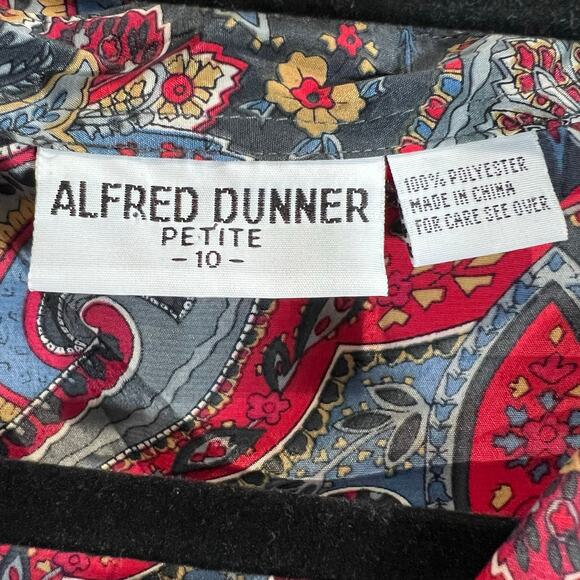 ALFRED DUNNER
PETITE
-10-
100% POLYESTER
MADE IN CHINA
FOR CARE SEE OVER